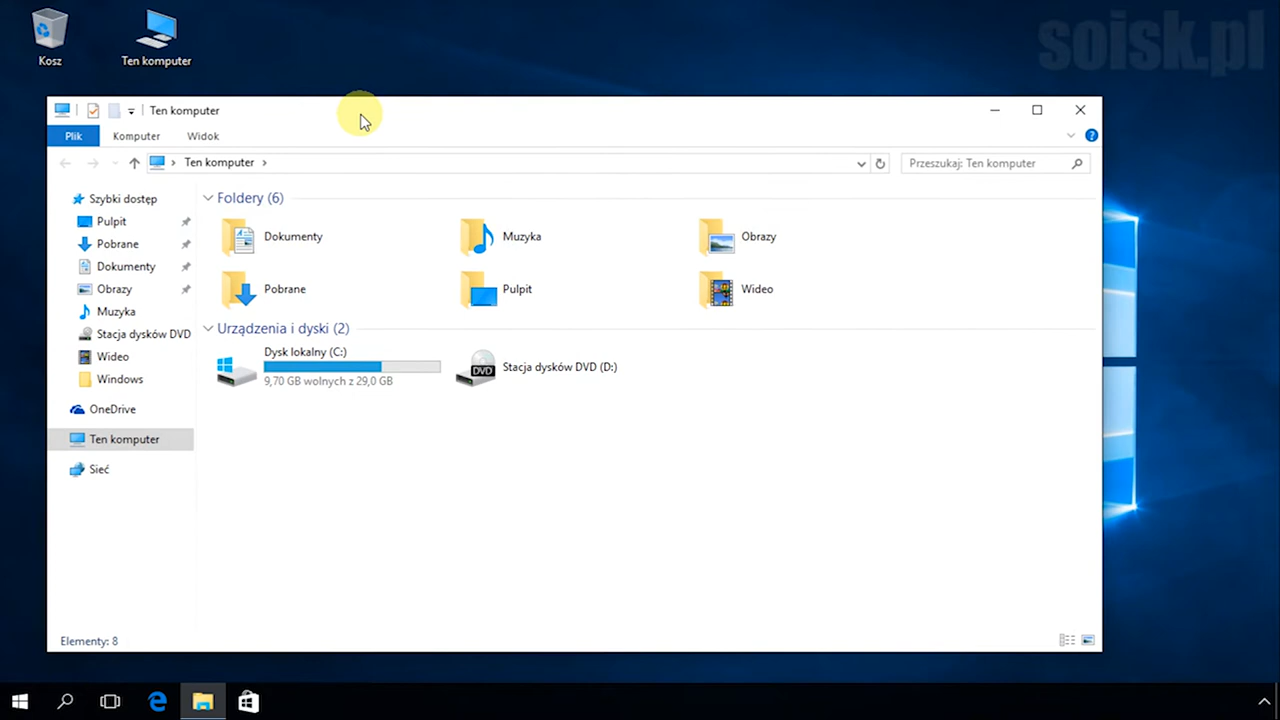 soisk.pl
Kosz
Ten komputer
Ten komputer
Plik
Komputer
Widok
Ten komputer
Przeszukaj: Ten komputer
Szybki dostęp
Pulpit
Pobrane
Dokumenty
Obrazy
Muzyka
Stacja dysków DVD
Wideo
Windows
OneDrive
Ten komputer
Sieć
Foldery (6)
Dokumenty
Muzyka
Obrazy
Pobrane
Pulpit
Wideo
Urządzenia i dyski (2)
Dysk lokalny (C:)
9,70 GB wolnych z 29,0 GB
DVD
Stacja dysków DVD (D:)
Elementy: 8